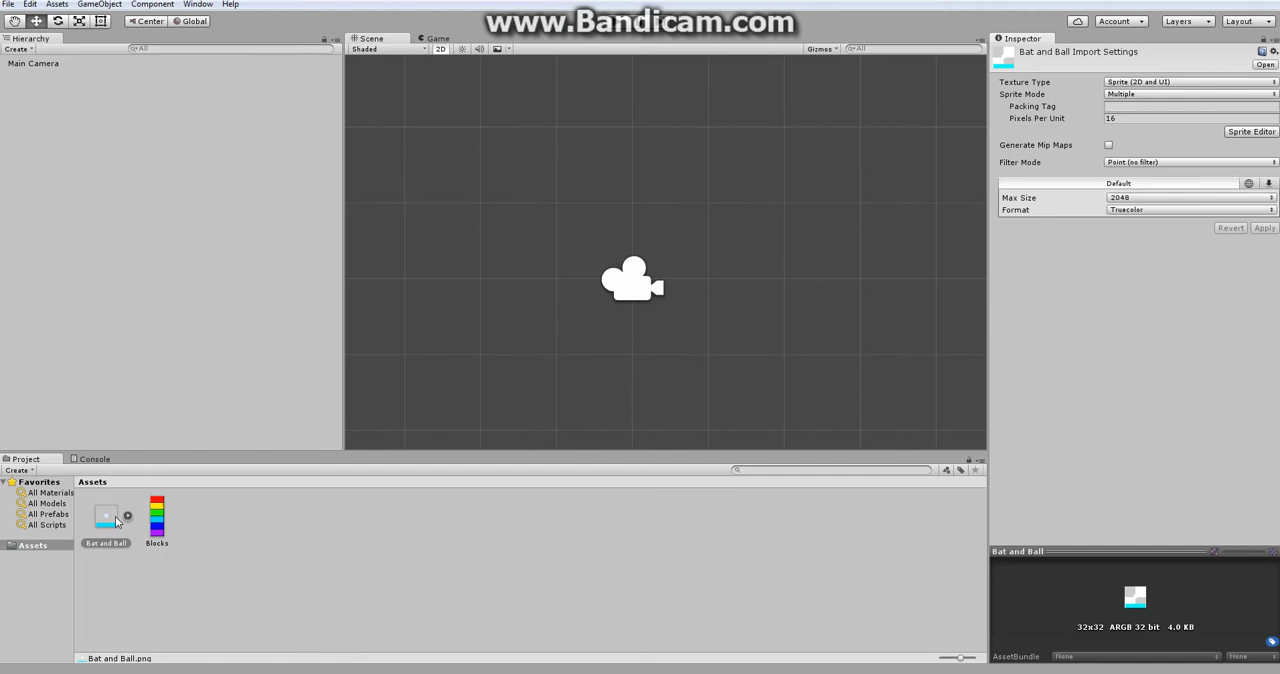 File Edit Assets GameObject Component Window Help
www.Bandicam.com
Center Global
Account Layers Layout
Hierarchy
Create All
Main Camera
Scene Game
Shaded 2D Gizmos All
Inspector
Bat and Ball Import Settings
Open
Texture Type Sprite (2D and UI)
Sprite Mode Multiple
Packing Tag
Pixels Per Unit 16
Sprite Editor
Generate Mip Maps
Filter Mode Point (no filter)
Default
Max Size 2048
Format Truecolor
Revert Apply
Project Console
Create
Favorites
All Materials
All Models
All Prefabs
All Scripts
Assets
Assets
Bat and Ball Blocks
Bat and Ball.png
Bat and Ball
32x32 ARGB 32 bit 4.0 KB
AssetBundle None None